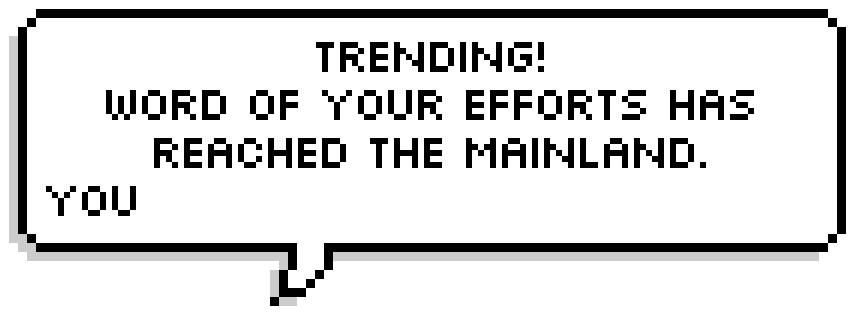 TRENDING!
WORD OF YOUR EFFORTS HAS
REACHED THE MAINLAND.
YOU